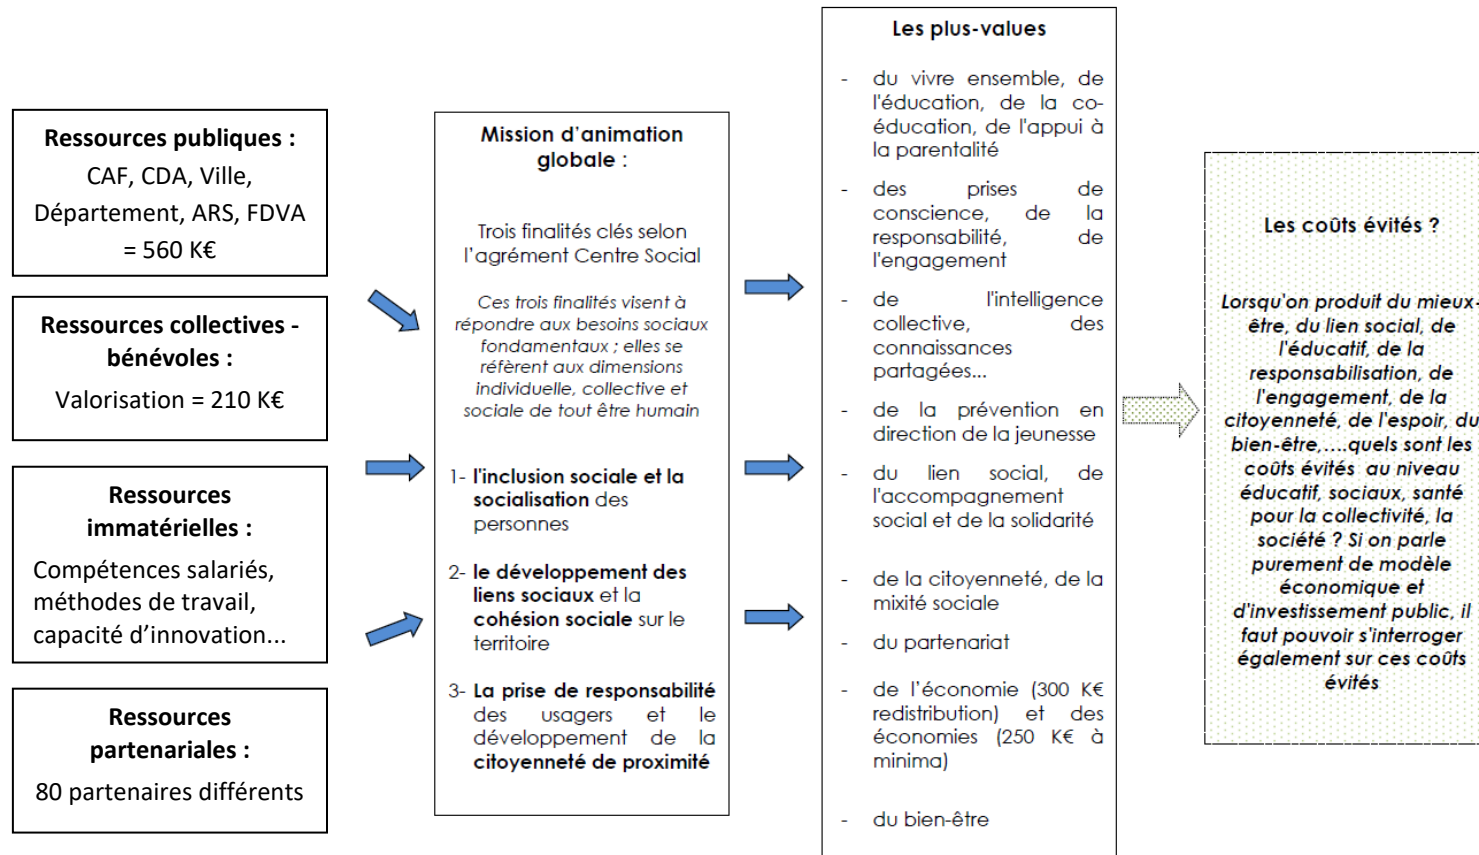 Ressources publiques :
CAF, CDA, Ville,
Département, ARS, FDVA
= 560 K€
Ressources collectives -
bénévoles :
Valorisation = 210 K€
Ressources
immatérielles :
Compétences salariés,
méthodes de travail,
capacité d’innovation...
Ressources
partenariales :
80 partenaires différents
Mission d’animation
globale :
Trois finalités clés selon
l’agrément Centre Social
Ces trois finalités visent à
répondre aux besoins sociaux
fondamentaux ; elles se
réfèrent aux dimensions
individuelle, collective et
sociale de tout être humain
1- l'inclusion sociale et la
socialisation des
personnes
2- le développement des
liens sociaux et la
cohésion sociale sur le
territoire
3- La prise de responsabilité
des usagers et le
développement de la
citoyenneté de proximité
Les plus-values
- du vivre ensemble, de
l'éducation, de la co-
éducation, de l'appui à
la parentalité
- des prises de
conscience, de la
responsabilité, de
l'engagement
- de l'intelligence
collective, des
connaissances
partagées...
- de la prévention en
direction de la jeunesse
- du lien social, de
l'accompagnement
social et de la solidarité
- de la citoyenneté, de la
mixité sociale
- du partenariat
- de l’économie (300 K€
redistribution) et des
économies (250 K€ à
minima)
- du bien-être
Les coûts évités ?
Lorsqu'on produit du mieux-
être, du lien social, de
l'éducatif, de la
responsabilisation, de
l'engagement, de la
citoyenneté, de l'espoir, du
bien-être,....quels sont les
coûts évités au niveau
éducatif, sociaux, santé
pour la collectivité, la
société ? Si on parle
purement de modèle
économique et
d'investissement public, il
faut pouvoir s'interroger
également sur ces coûts
évités